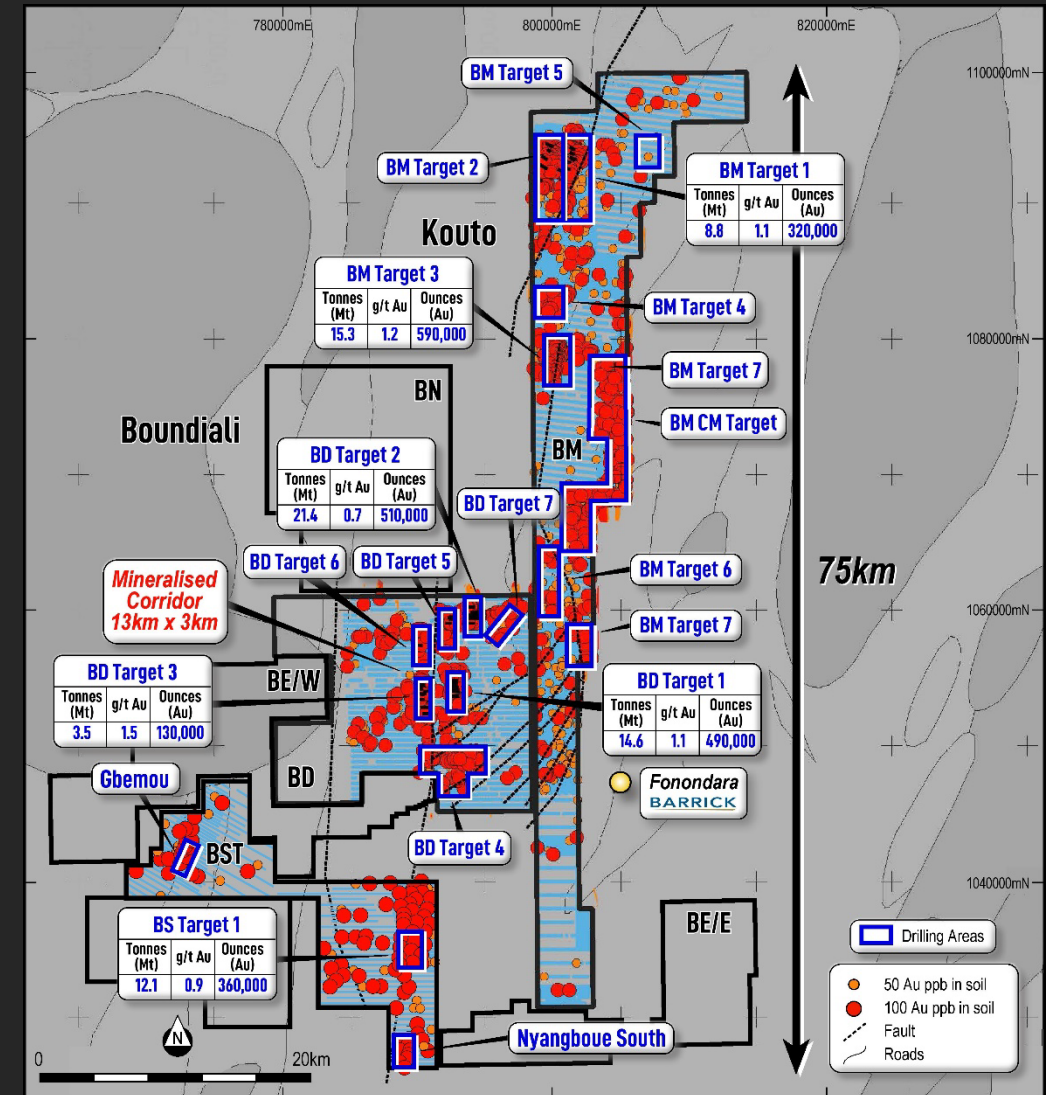 780000mE
800000mE
820000mE
1100000mN
BM Target 5
BM Target 2
BM Target 1
Tonnes (Mt) g/t Au Ounces (Au)
8.8 1.1 320,000
Kouto
BM Target 3
Tonnes (Mt) g/t Au Ounces (Au)
15.3 1.2 590,000
BM Target 4
1080000mN
BM Target 7
BN
BM CM Target
Boundiali
BM
BD Target 2
Tonnes (Mt) g/t Au Ounces (Au)
21.4 0.7 510,000
BD Target 7
BD Target 6
BD Target 5
75km
Mineralised
Corridor
13km x 3km
BM Target 6
1060000mN
BM Target 7
BD Target 3
Tonnes (Mt) g/t Au Ounces (Au)
3.5 1.5 130,000
BE/W
BD Target 1
Tonnes (Mt) g/t Au Ounces (Au)
14.6 1.1 490,000
BD
Gbemou
Fonondara
BARRICK
BD Target 4
BST
1040000mN
BS Target 1
Tonnes (Mt) g/t Au Ounces (Au)
12.1 0.9 360,000
BE/E
Drilling Areas
50 Au ppb in soil
100 Au ppb in soil
Fault
Roads
Nyangboue South
N
0 20km